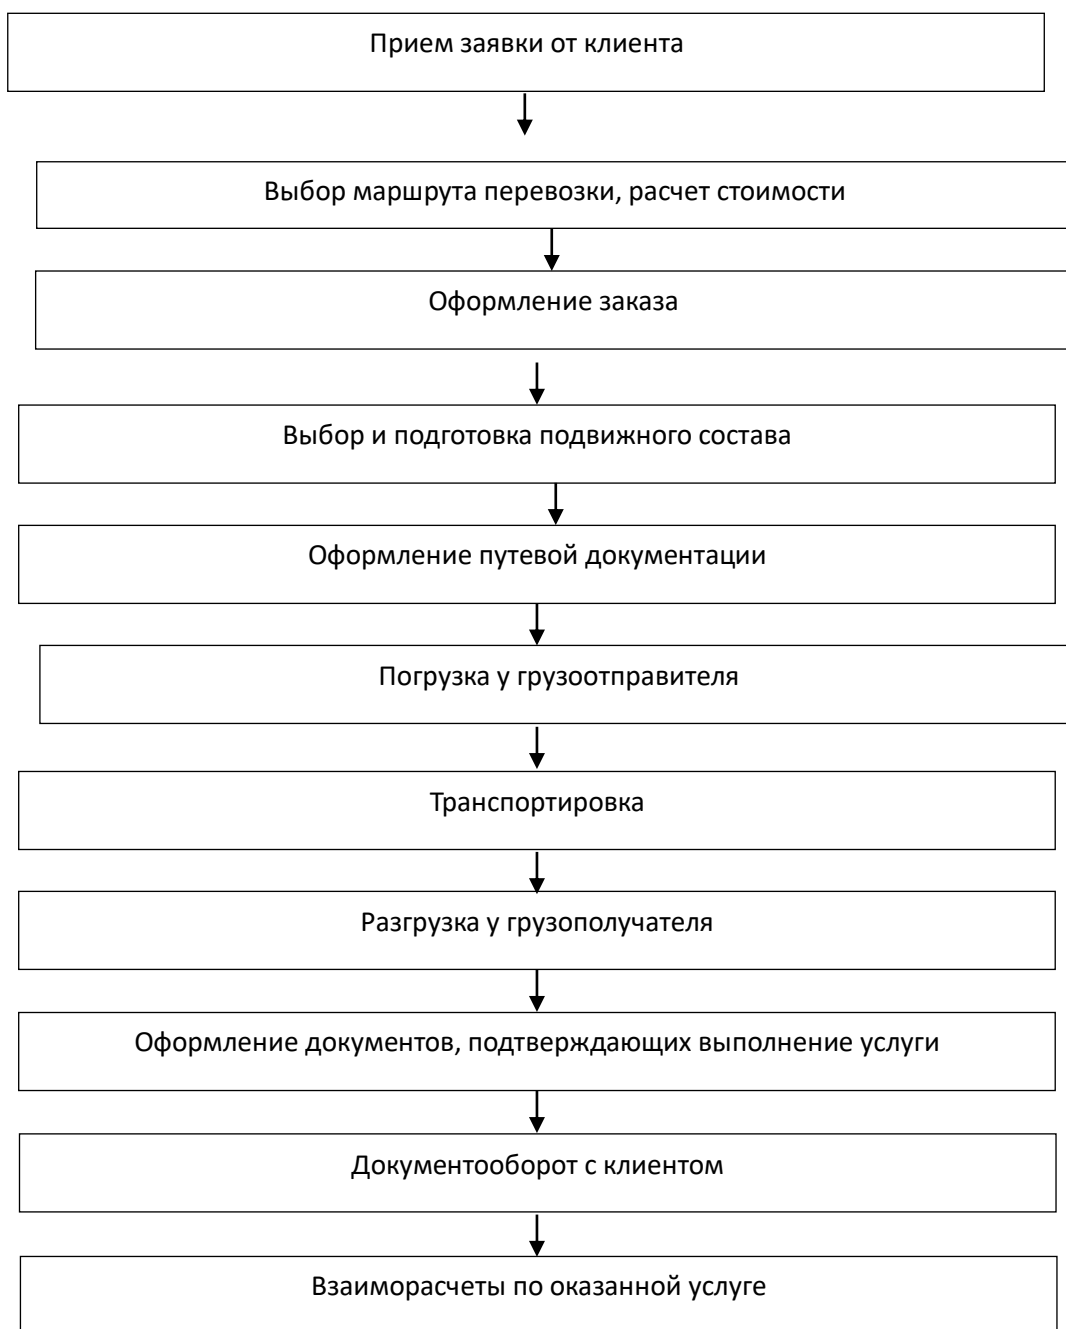 Прием заявки от клиента
Выбор маршрута перевозки, расчет стоимости
Оформление заказа
Выбор и подготовка подвижного состава
Оформление путевой документации
Погрузка у грузоотправителя
Транспортировка
Разгрузка у грузополучателя
Оформление документов, подтверждающих выполнение услуги
Документооборот с клиентом
Взаиморасчеты по оказанной услуге